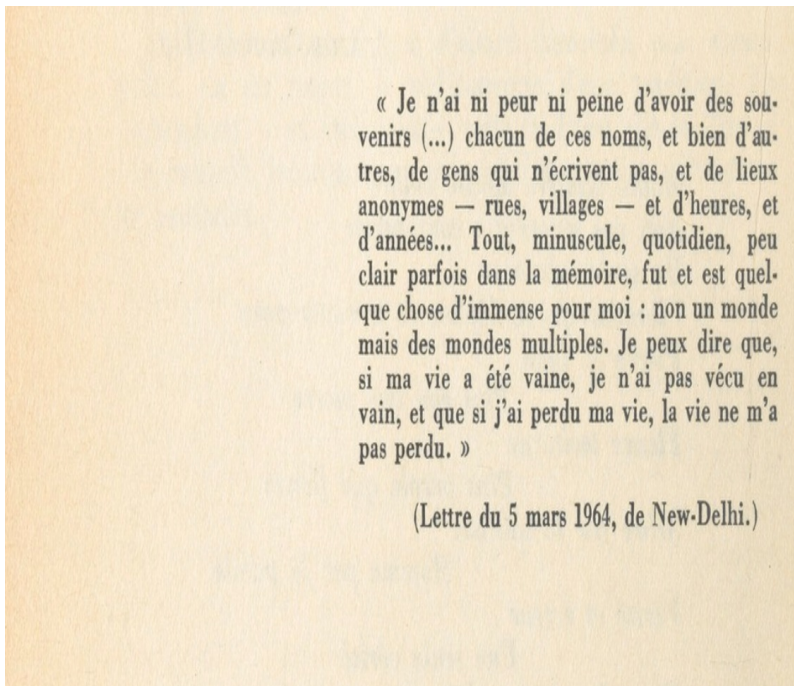 « Je n'ai ni peur ni peine d'avoir des sou-
venirs (...) chacun de ces noms, et bien d'au-
tres, de gens qui n'écrivent pas, et de lieux
anonymes — rues, villages — et d'heures, et
d'années... Tout, minuscule, quotidien, peu
clair parfois dans la mémoire, fut et est quel-
que chose d'immense pour moi : non un monde
mais des mondes multiples. Je peux dire que,
si ma vie a été vaine, je n'ai pas vécu en
vain, et que si j'ai perdu ma vie, la vie ne m'a
pas perdu. »
(Lettre du 5 mars 1964, de New-Delhi.)